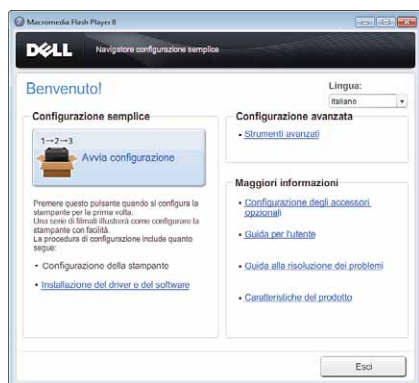 Macromedia Flash Player 8
DELL
Navigatore configurazione semplice
Benvenuto!
Lingua:
Italiano
Configurazione semplice
1→2→3
Avvia configurazione
Premere questo pulsante quando si configura la
stampante per la prima volta.
Una serie di filmati illustrerà come configurare la
stampante con facilità.
La procedura di configurazione include quanto
segue:
• Configurazione della stampante
• Installazione del driver e del software
Configurazione avanzata
• Strumenti avanzati
Maggiori informazioni
• Configurazione degli accessori
opzionali
• Guida per l'utente
• Guida alla risoluzione dei problemi
• Caratteristiche del prodotto
Esci